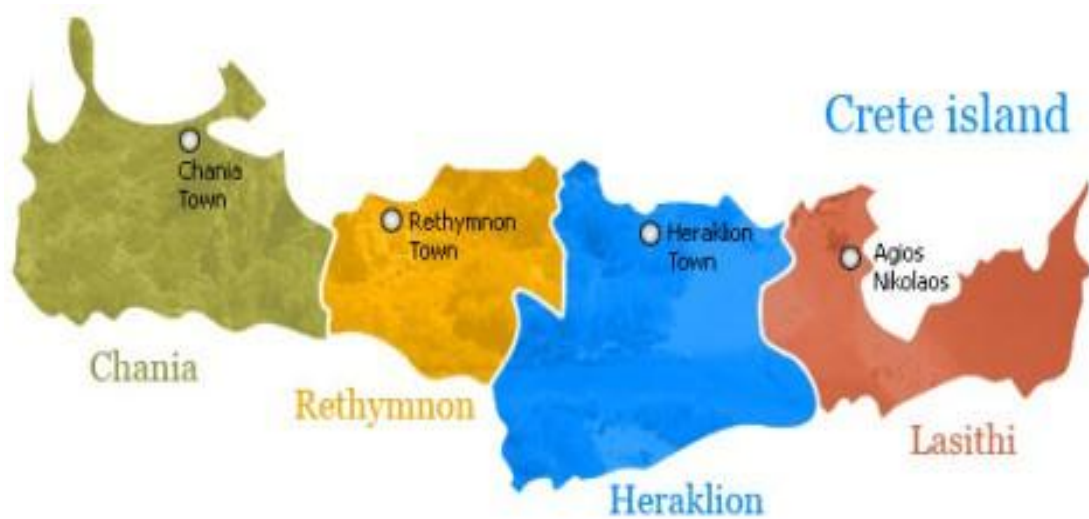 Crete island
Chania
Town
Rethymnon
Town
Heraklion
Town
Agios
Nikolaos
Chania
Rethymnon
Lasithi
Heraklion